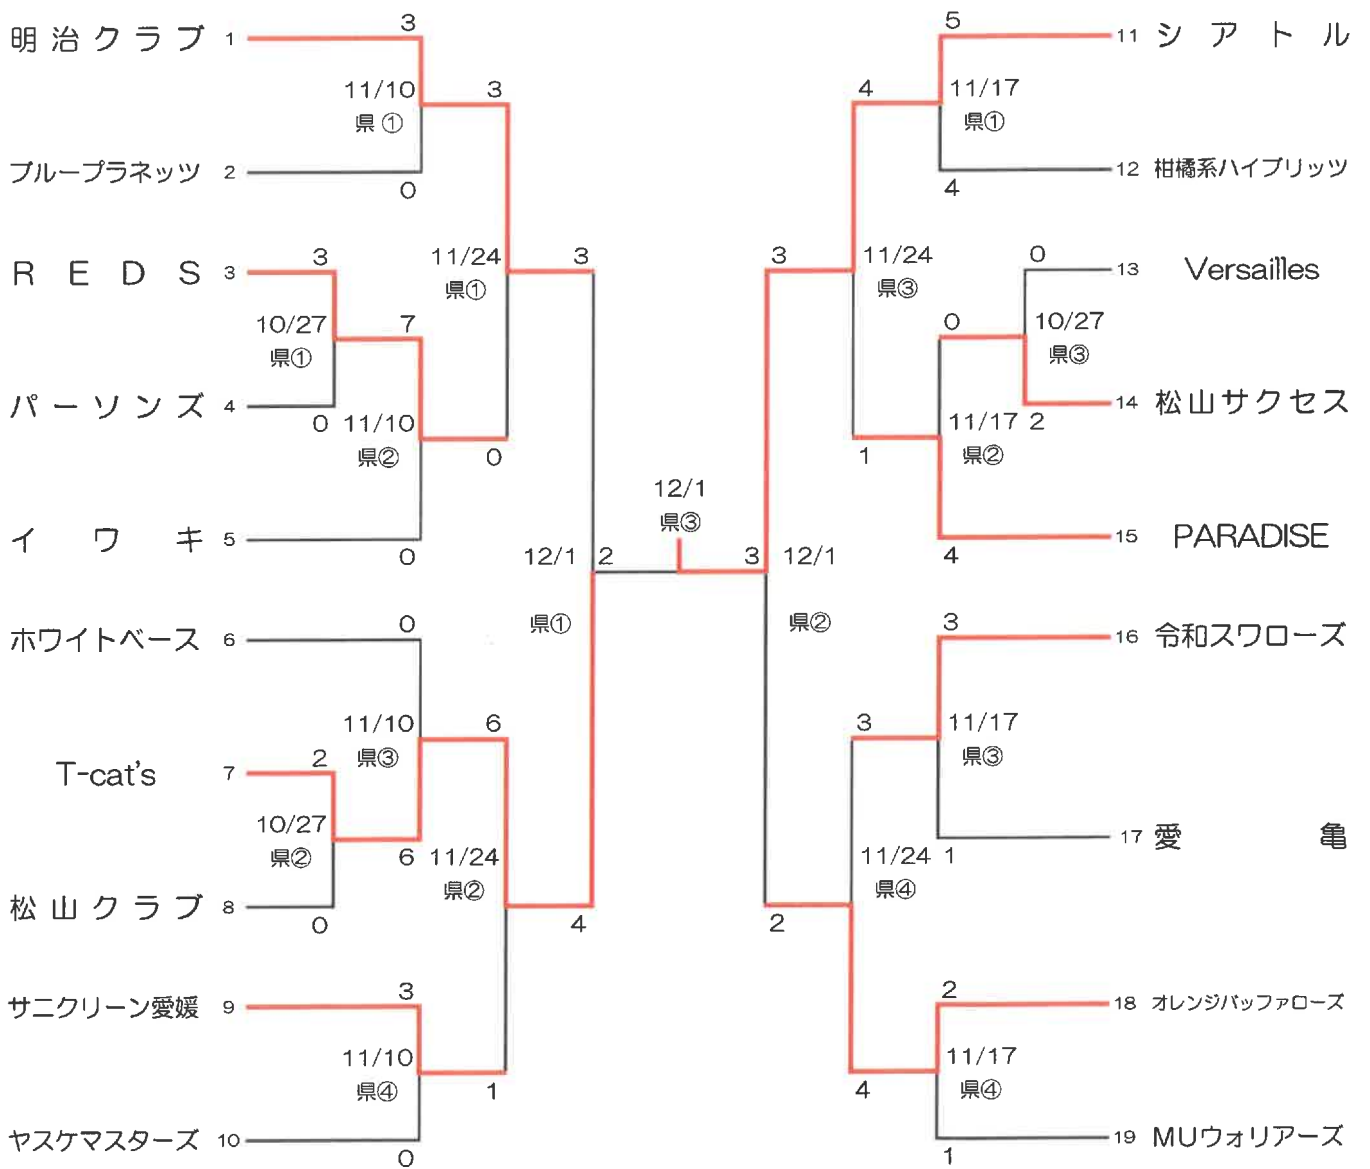 明治クラブ 1 3
11/10 3
県①
ブループラネッツ 2 0
REDS 3 3
11/24 3
県①
10/27 7
県①
パーソンズ 4 0
11/10
県② 0
イワキ 5 0
12/1 2
県①
ホワイトベース 6 0
11/10 6
県③
T-cat's 7 2
10/27
県② 6
11/24
県②
松山クラブ 8 0
4
サニクリーン愛媛 9 3
11/10
県④ 1
ヤスケマスターズ 10 0
12/1
県③
5 11 シアトル
4 11/17
県①
4 12 柑橘系ハイブリッツ
3 11/24
県③
0 13 Versailles
0 10/27
県③
2 14 松山サクセス
11/17
1 県②
4 15 PARADISE
3 12/1
県②
3 16 令和スワローズ
3 11/17
県③
1 17 愛亀
11/24
県④
2
2 18 オレンジバッファローズ
11/17
4 県④
1 19 MUウォリアーズ